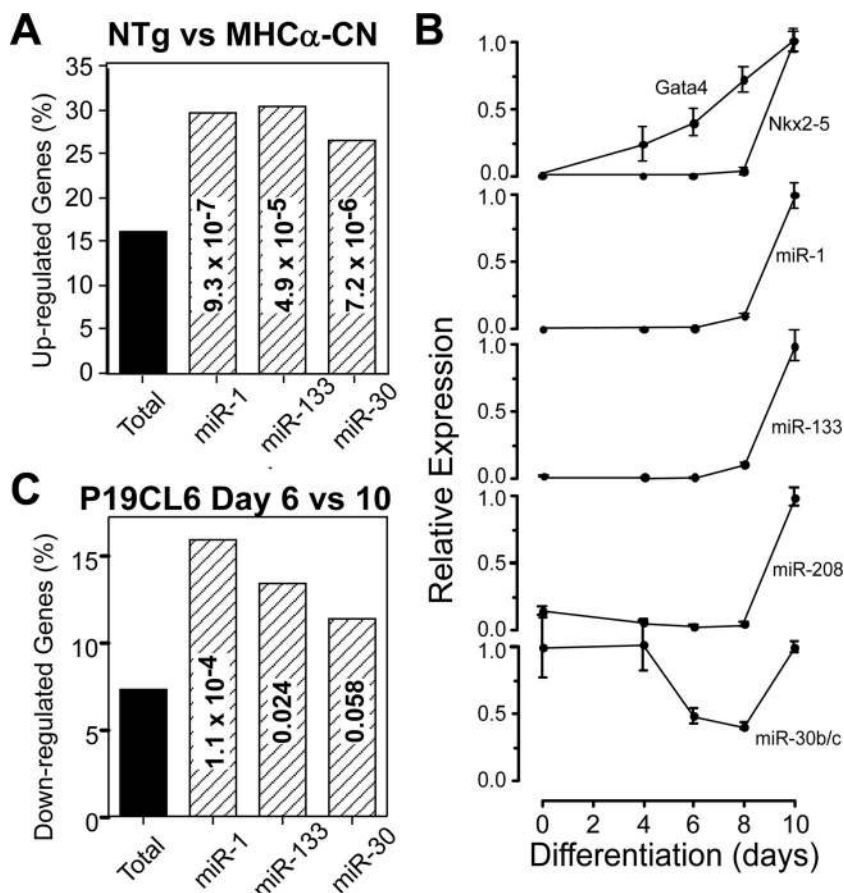 A NTg vs MHCα-CN
Up-regulated Genes (%)
35
30
25
20
15
10
5
0
9.3 x 10-7
4.9 x 10-5
7.2 x 10-6
Total
miR-1
miR-133
miR-30
C P19CL6 Day 6 vs 10
Down-regulated Genes (%)
15
10
5
0
1.1 x 10-4
0.024
0.058
Total
miR-1
miR-133
miR-30
B
Relative Expression
1.0
0.5
0.0
Gata4
Nkx2-5
1.0
0.5
0.0
miR-1
1.0
0.5
0.0
miR-133
1.0
0.5
0.0
miR-208
1.0
0.5
0.0
miR-30b/c
0 2 4 6 8 10
Differentiation (days)